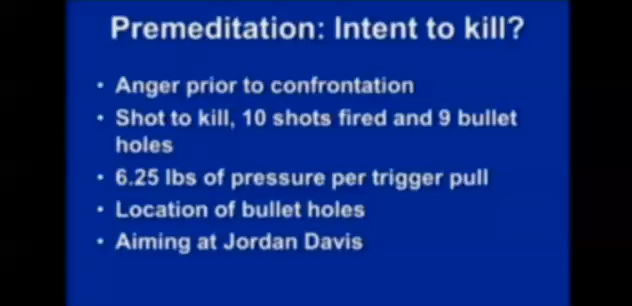 Premeditation: Intent to kill?
• Anger prior to confrontation
• Shot to kill, 10 shots fired and 9 bullet
holes
• 6.25 lbs of pressure per trigger pull
• Location of bullet holes
• Aiming at Jordan Davis